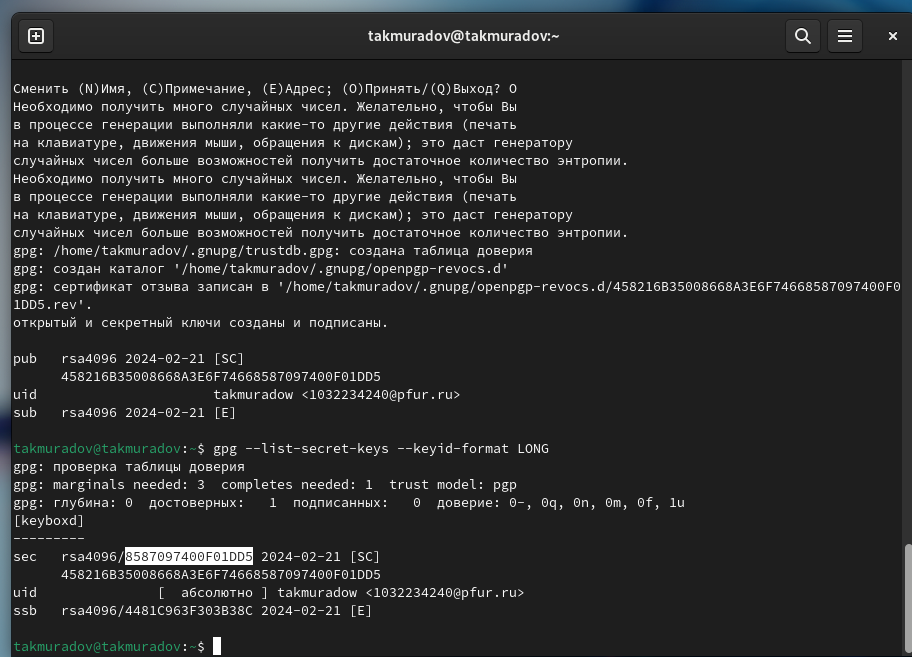 takmuradov@takmuradov:~
Сменить (N)Имя, (C)Примечание, (E)Адрес; (O)Принять/(Q)Выход? O
Необходимо получить много случайных чисел. Желательно, чтобы Вы
в процессе генерации выполняли какие-то другие действия (печать
на клавиатуре, движения мыши, обращения к дискам); это даст генератору
случайных чисел больше возможностей получить достаточное количество энтропии.
Необходимо получить много случайных чисел. Желательно, чтобы Вы
в процессе генерации выполняли какие-то другие действия (печать
на клавиатуре, движения мыши, обращения к дискам); это даст генератору
случайных чисел больше возможностей получить достаточное количество энтропии.
gpg: /home/takmuradov/.gnupg/trustdb.gpg: создана таблица доверия
gpg: создан каталог '/home/takmuradov/.gnupg/openpgp-revocs.d'
gpg: сертификат отзыва записан в '/home/takmuradov/.gnupg/openpgp-revocs.d/458216B35008668A3E6F74668587097400F0
1DD5.rev'.
открытый и секретный ключи созданы и подписаны.
pub   rsa4096 2024-02-21 [SC]
      458216B35008668A3E6F74668587097400F01DD5
uid                      takmuradow <1032234240@pfur.ru>
sub   rsa4096 2024-02-21 [E]
takmuradov@takmuradov:~$ gpg --list-secret-keys --keyid-format LONG
gpg: проверка таблицы доверия
gpg: marginals needed: 3  completes needed: 1  trust model: pgp
gpg: глубина: 0  достоверных:   1  подписанных:   0  доверие: 0-, 0q, 0n, 0m, 0f, 1u
[keyboxd]
---------
sec   rsa4096/8587097400F01DD5 2024-02-21 [SC]
      458216B35008668A3E6F74668587097400F01DD5
uid               [  абсолютно ] takmuradow <1032234240@pfur.ru>
ssb   rsa4096/4481C963F303B38C 2024-02-21 [E]
takmuradov@takmuradov:~$